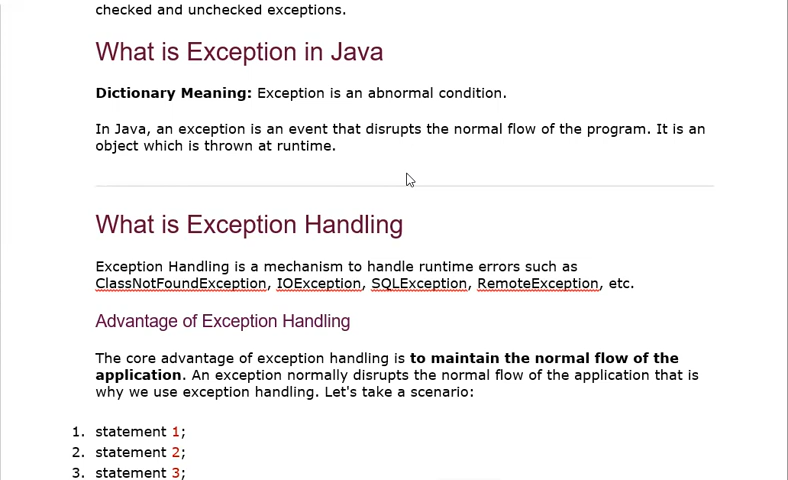 checked and unchecked exceptions.
What is Exception in Java
Dictionary Meaning: Exception is an abnormal condition.
In Java, an exception is an event that disrupts the normal flow of the program. It is an
object which is thrown at runtime.
What is Exception Handling
Exception Handling is a mechanism to handle runtime errors such as
ClassNotFoundException, IOException, SQLException, RemoteException, etc.
Advantage of Exception Handling
The core advantage of exception handling is to maintain the normal flow of the
application. An exception normally disrupts the normal flow of the application that is
why we use exception handling. Let's take a scenario:
1. statement 1;
2. statement 2;
3. statement 3;